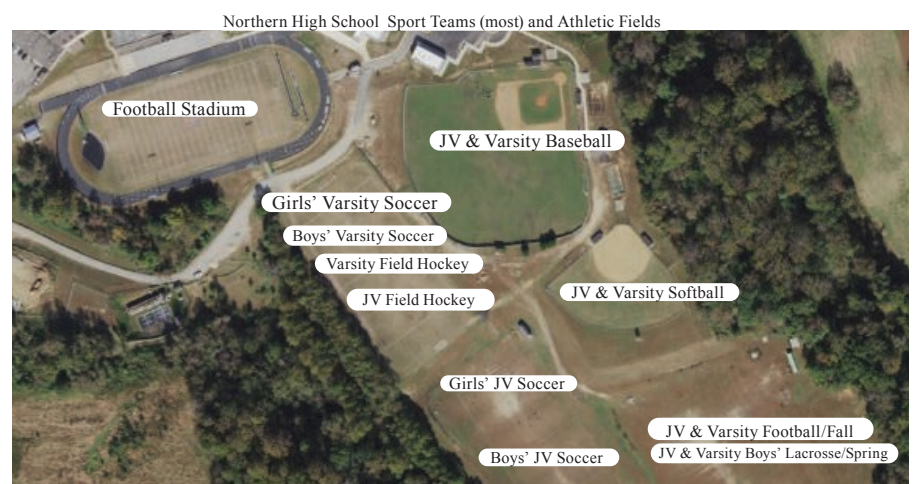 Northern High School Sport Teams (most) and Athletic Fields
Football Stadium
JV & Varsity Baseball
Girls' Varsity Soccer
Boys' Varsity Soccer
Varsity Field Hockey
JV & Varsity Softball
JV Field Hockey
Girls' JV Soccer
JV & Varsity Football/Fall
JV & Varsity Boys' Lacrosse/Spring
Boys' JV Soccer